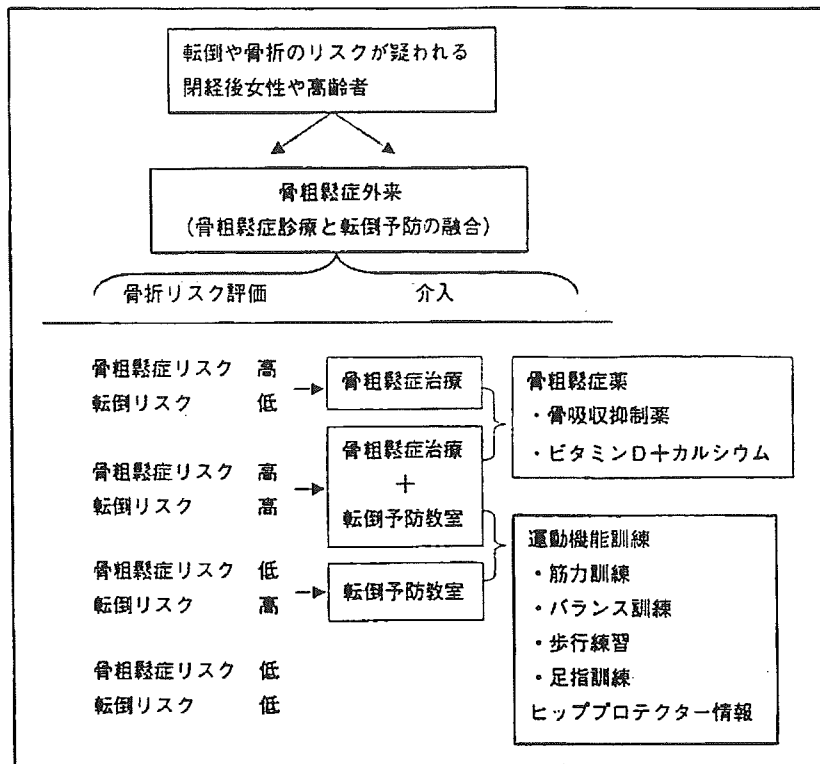 転倒や骨折のリスクが疑われる
閉経後女性や高齢者
骨粗鬆症外来
(骨粗鬆症診療と転倒予防の融合)
骨折リスク評価 介入
骨粗鬆症リスク 高
転倒リスク 低
骨粗鬆症治療
骨粗鬆症リスク 高
転倒リスク 高
骨粗鬆症治療
+
転倒予防教室
骨粗鬆症リスク 低
転倒リスク 高
転倒予防教室
骨粗鬆症リスク 低
転倒リスク 低
骨粗鬆症薬
・骨吸収抑制薬
・ビタミンD+カルシウム
運動機能訓練
・筋力訓練
・バランス訓練
・歩行練習
・足指訓練
ヒッププロテクター情報